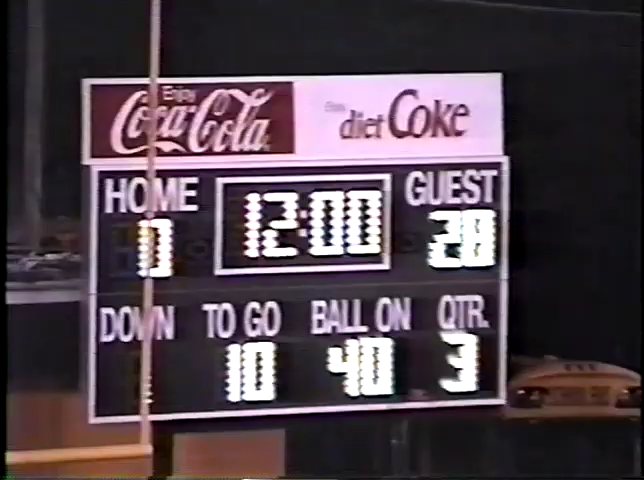 Enjoy
Coca-Cola
diet Coke
HOME 12:00 GUEST
0 28
DOWN TO GO BALL ON QTR.
10 40 3